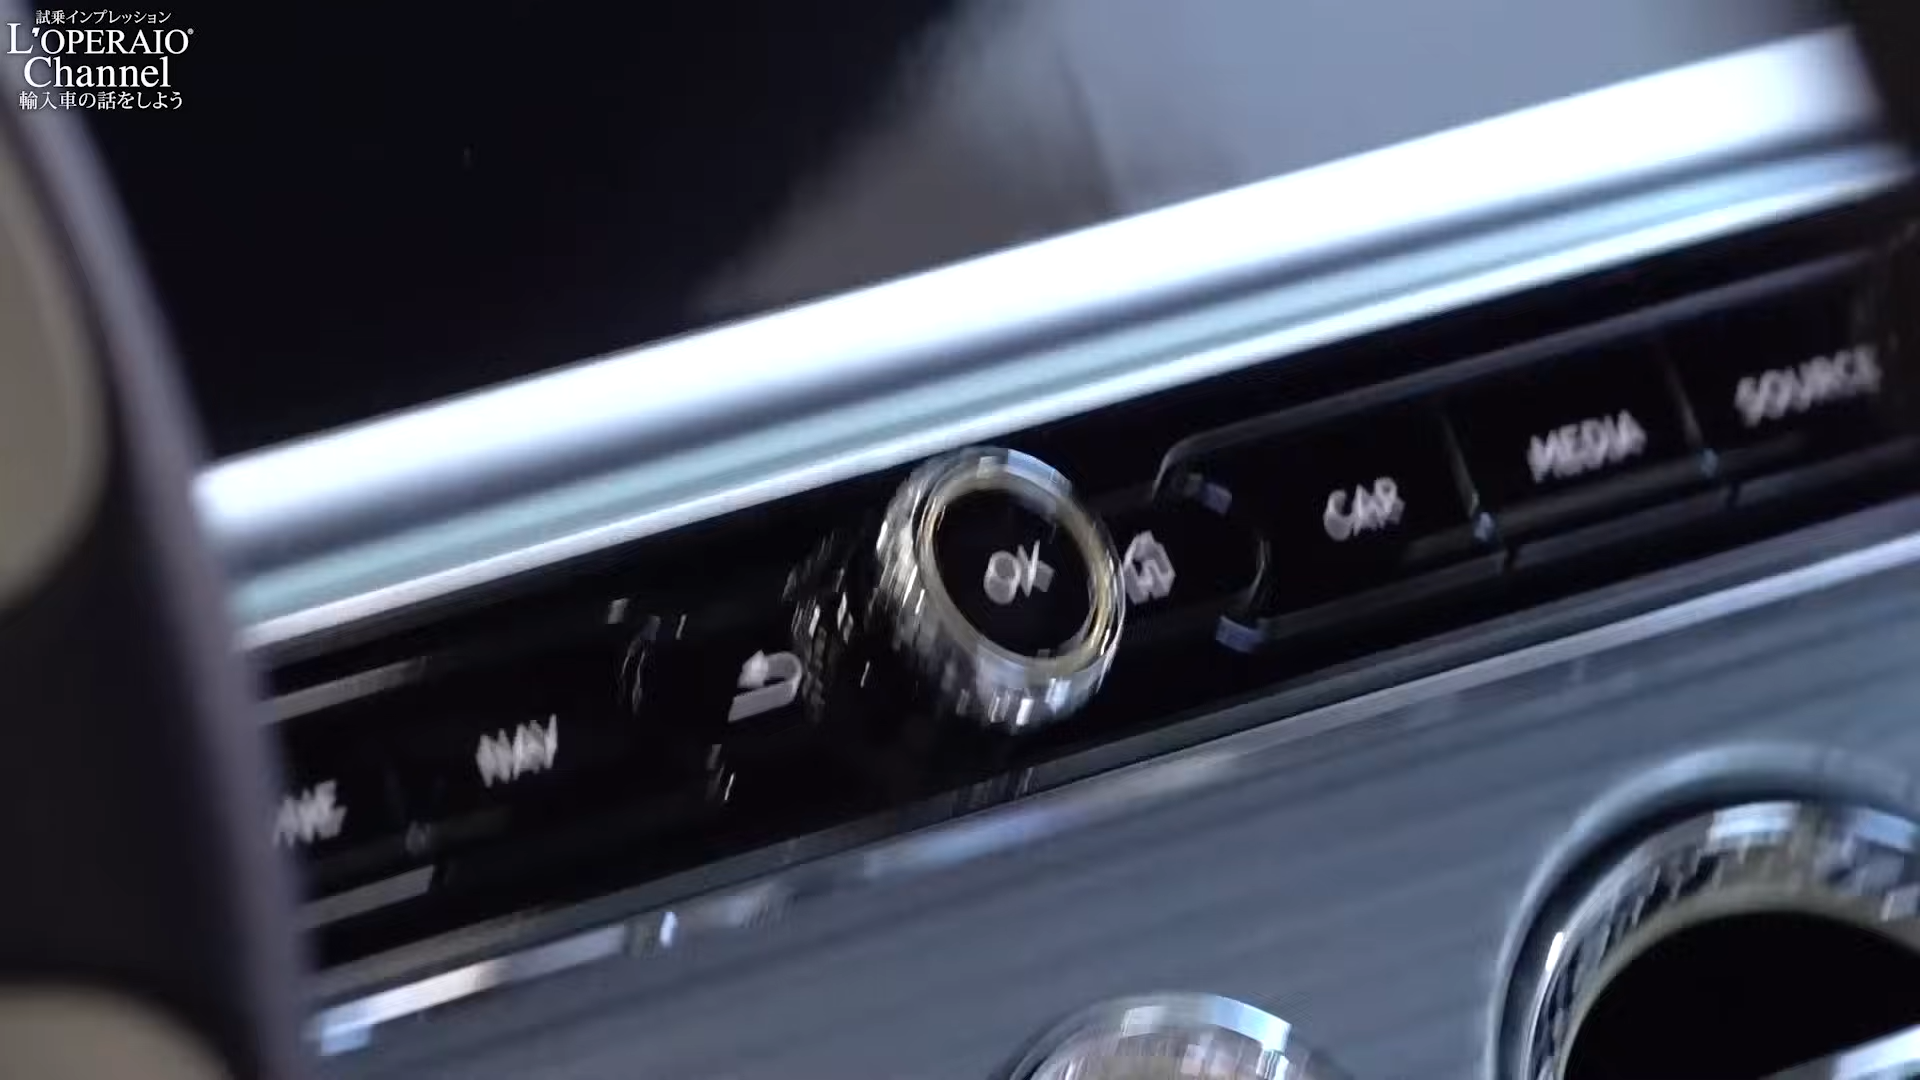 試乗インプレッション
L'OPERAIO®
Channel
輸入車の話をしよう
SOURCE
MEDIA
CAR
OK
NAV